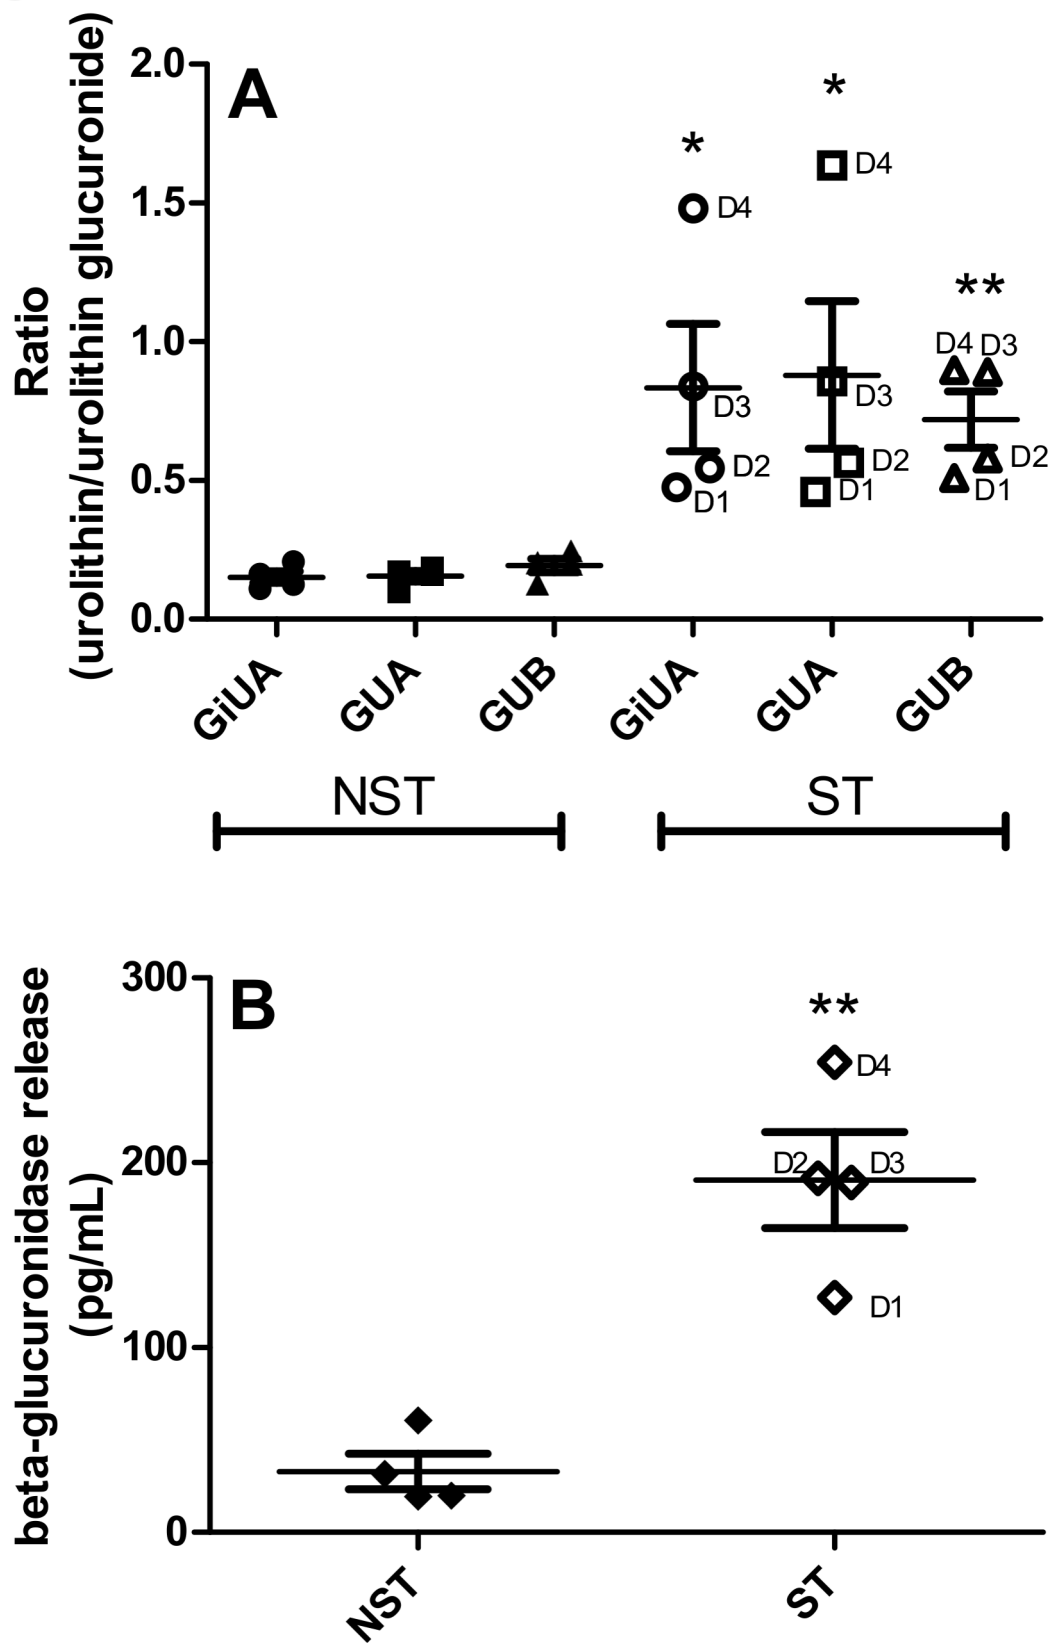 A
Ratio
(urolithin/urolithin glucuronide)
2.0
1.5
1.0
0.5
0.0
*
*
**
D4
D3
D2
D1
D4
D3
D2
D1
D4 D3
D2
D1
GiUA
GUA
GUB
GiUA
GUA
GUB
NST
ST
B
beta-glucuronidase release
(pg/mL)
300
200
100
0
**
D4
D2
D3
D1
NST
ST